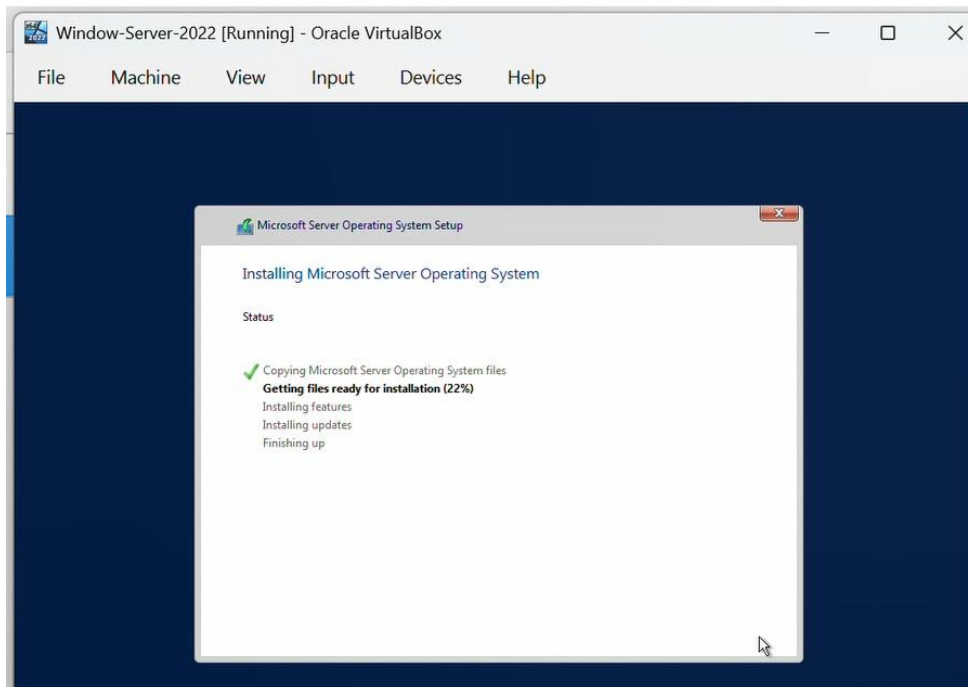 2022
Window-Server-2022 [Running] - Oracle VirtualBox
File Machine View Input Devices Help
Microsoft Server Operating System Setup
Installing Microsoft Server Operating System
Status
Copying Microsoft Server Operating System files
Getting files ready for installation (22%)
Installing features
Installing updates
Finishing up